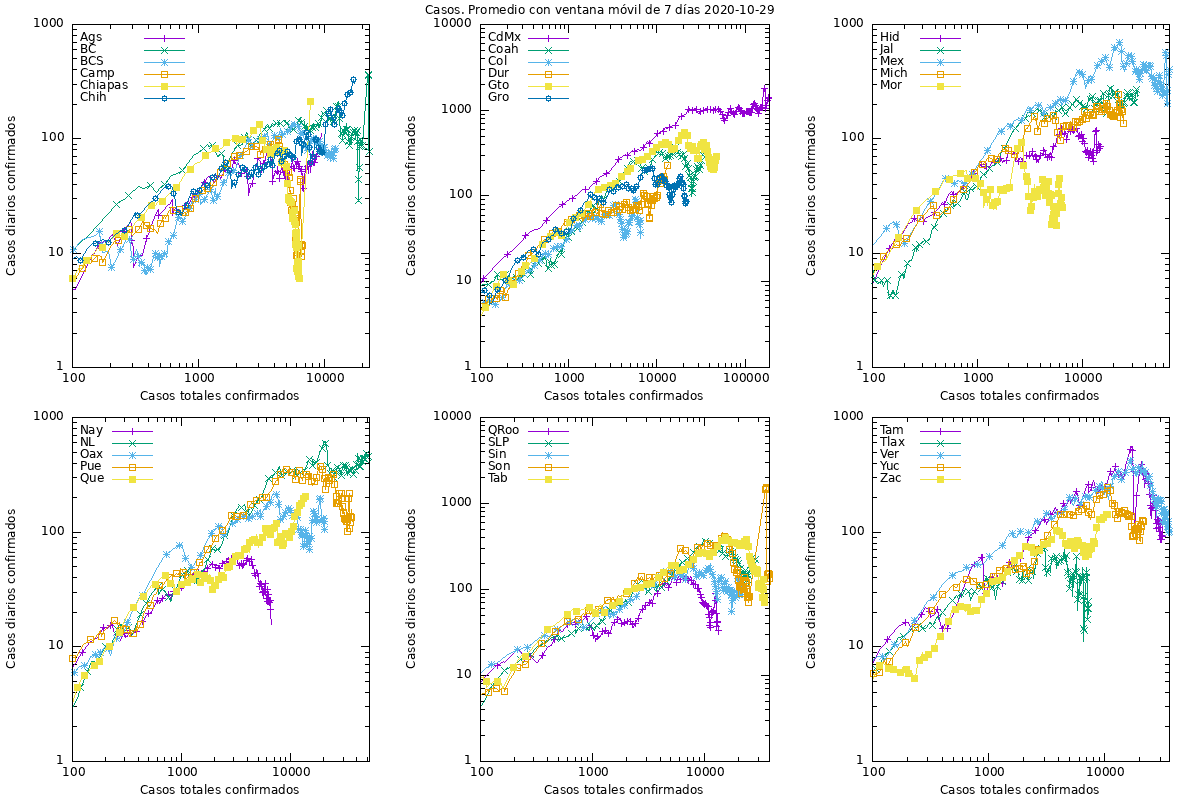 Casos. Promedio con ventana móvil de 7 días 2020-10-29
1000
100
10
1
100
1000
10000
Casos diarios confirmados
Casos totales confirmados
Ags
BC
BCS
Camp
Chiapas
Chih
10000
1000
100
10
1
100
1000
10000
100000
Casos diarios confirmados
Casos totales confirmados
CdMx
Coah
Col
Dur
Gto
Gro
1000
100
10
1
100
1000
10000
Casos diarios confirmados
Casos totales confirmados
Hid
Jal
Mex
Mich
Mor
1000
100
10
1
100
1000
10000
Casos diarios confirmados
Casos totales confirmados
Nay
NL
Oax
Pue
Que
10000
1000
100
10
1
100
1000
10000
Casos diarios confirmados
Casos totales confirmados
QRoo
SLP
Sin
Son
Tab
1000
100
10
1
100
1000
10000
Casos diarios confirmados
Casos totales confirmados
Tam
Tlax
Ver
Yuc
Zac